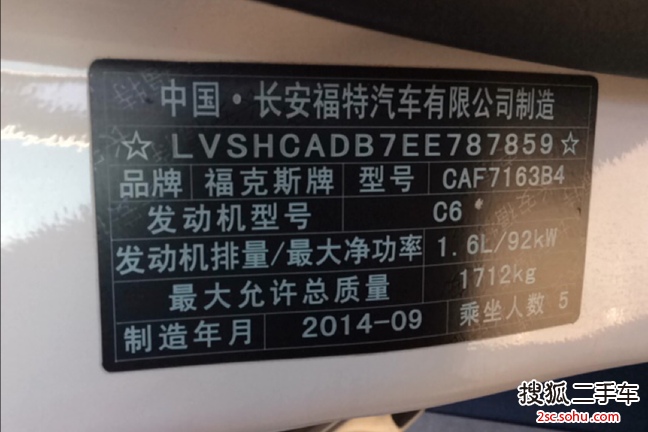 中国·长安福特汽车有限公司制造
☆ LVSHCADB7EE787859 ☆
品牌 福克斯牌 型号 CAF7163B4
发动机型号 C6
发动机排量/最大净功率 1.6L/92kW
最大允许总质量 1712kg
制造年月 2014-09 乘坐人数 5
搜狐二手车
2sc.sohu.com